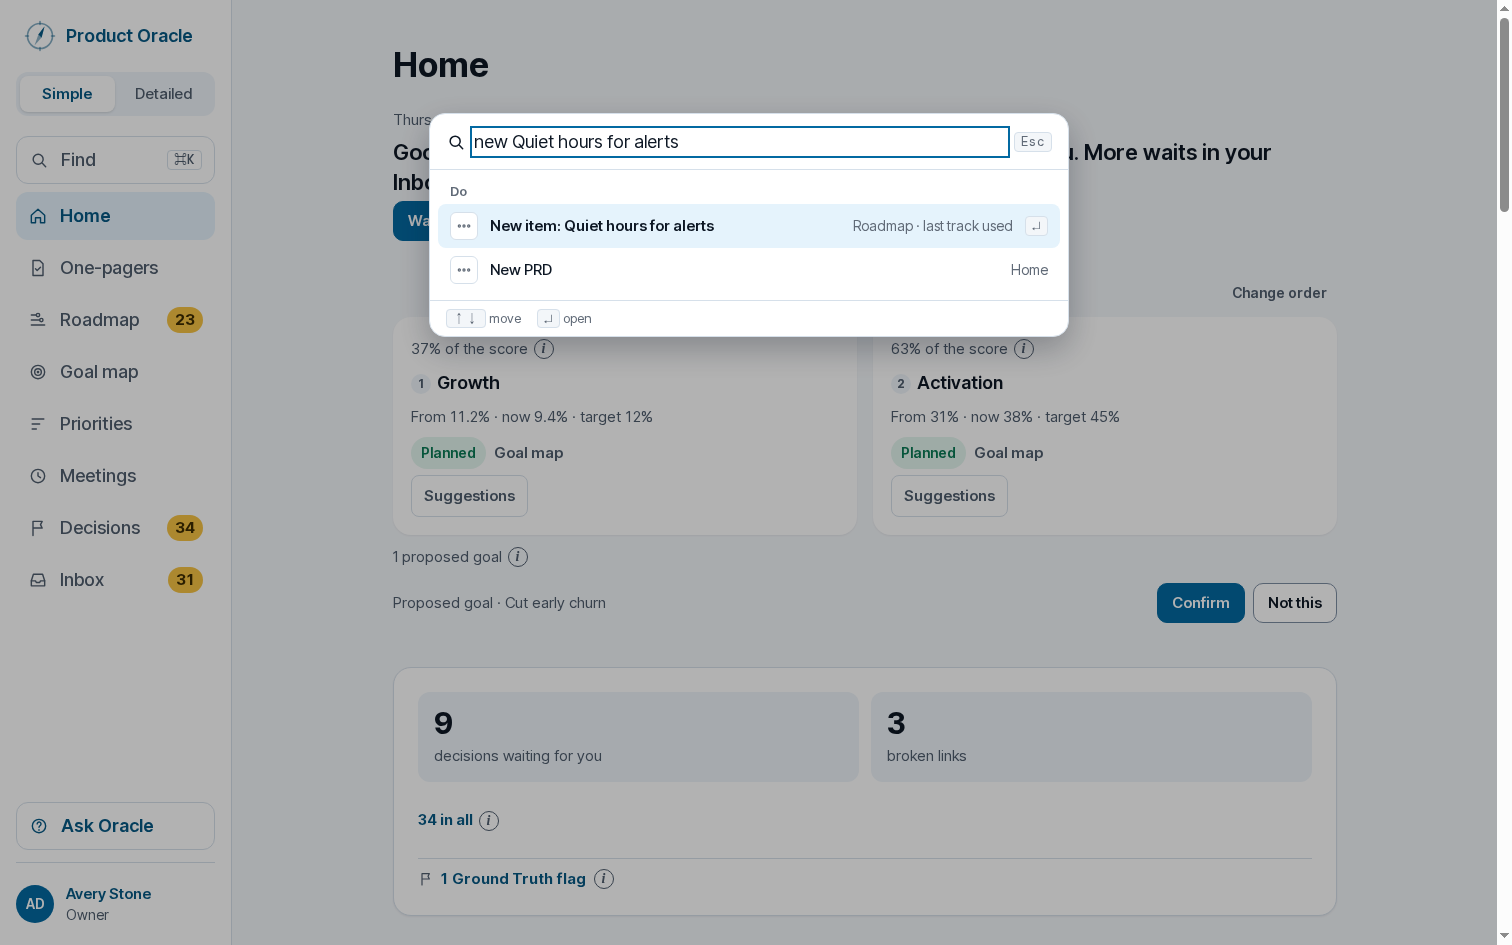 Product Oracle
Simple
Detailed
Find
⌘K
Home
One-pagers
Roadmap
23
Goal map
Priorities
Meetings
Decisions
34
Inbox
31
Ask Oracle
AD
Avery Stone
Owner
Home
Thurs
new Quiet hours for alerts
Esc
More waits in your
Do
New item: Quiet hours for alerts
Roadmap · last track used
↵
New PRD
Home
↑ ↓ move
↵ open
Change order
37% of the score i
1 Growth
From 11.2% · now 9.4% · target 12%
Planned Goal map
Suggestions
63% of the score i
2 Activation
From 31% · now 38% · target 45%
Planned Goal map
Suggestions
1 proposed goal i
Proposed goal · Cut early churn
Confirm
Not this
9
decisions waiting for you
3
broken links
34 in all i
1 Ground Truth flag i